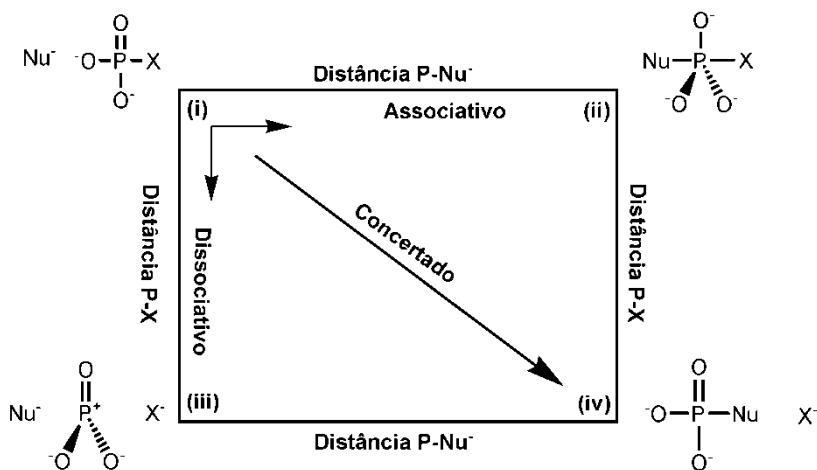 O
O⁻
Nu⁻
⁻O-P-X
Nu-P-X
O⁻
⁻O
O⁻
Distância P-Nu⁻
(i)
Associativo
(ii)
Distância P-X
Dissociativo
Concertado
Distância P-X
O
O
Nu⁻
P⁺
X⁻
(iii)
(iv)
⁻O-P-Nu
X⁻
⁻O
O⁻
O⁻
Distância P-Nu⁻